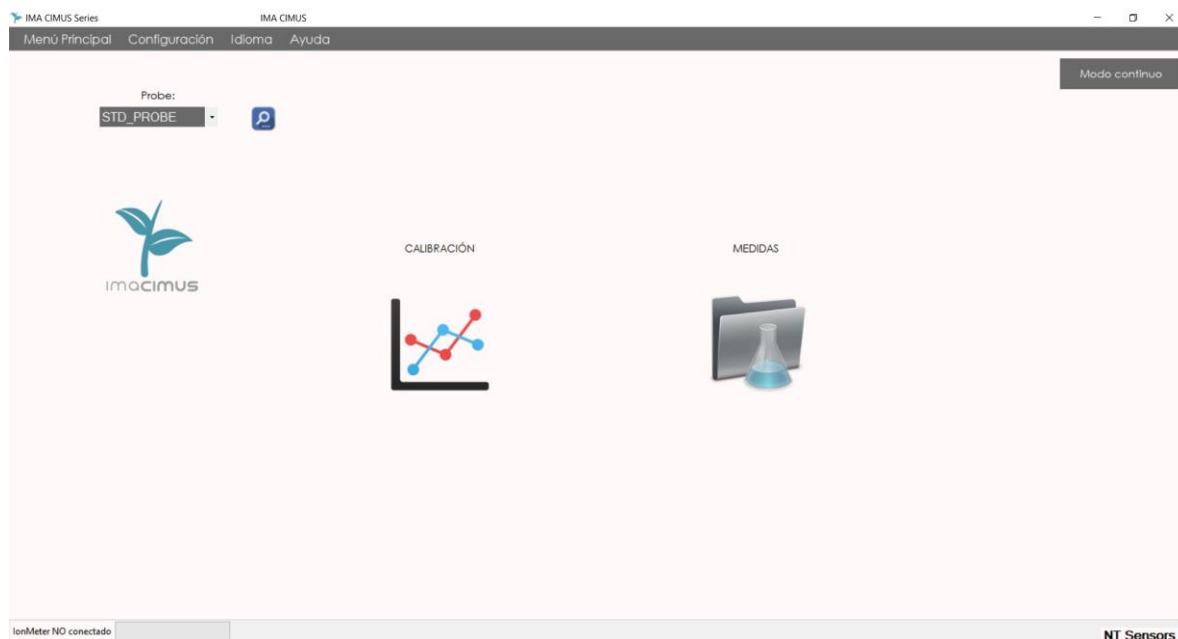 IMA CIMUS Series
IMA CIMUS
Menú Principal Configuración Idioma Ayuda
Modo continuo
Probe:
STD_PROBE
imacimus
CALIBRACIÓN
MEDIDAS
IonMeter NO conectado
NT Sensors